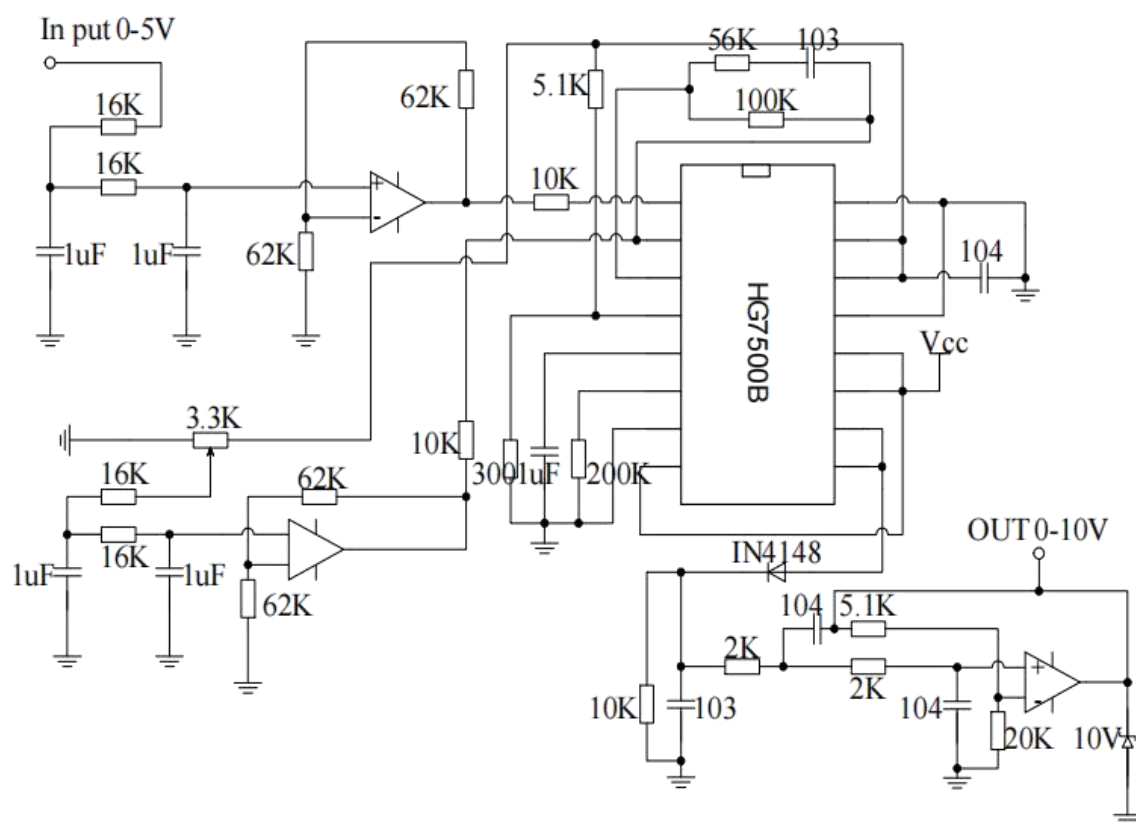 In put 0-5V
56K
103
62K
5.1K
16K
100K
16K
10K
1uF
1uF
62K
104
HG7500B
Vcc
3.3K
10K
16K
62K
300
1uF
200K
16K
1uF
1uF
IN4148
OUT 0-10V
62K
104
5.1K
2K
2K
10K
103
104
20K
10V
+
-
+
-